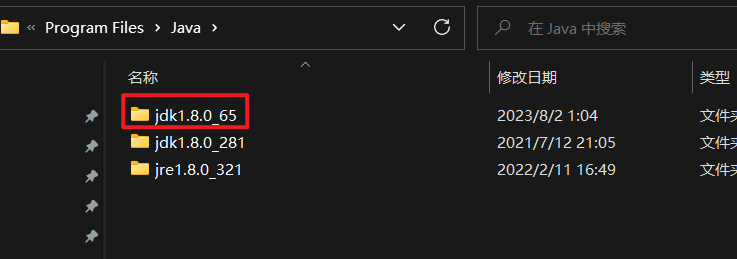 « Program Files › Java ›
在 Java 中搜索
名称 修改日期 类型
jdk1.8.0_65 2023/8/2 1:04 文件夹
jdk1.8.0_281 2021/7/12 21:05 文件夹
jre1.8.0_321 2022/2/11 16:49 文件夹